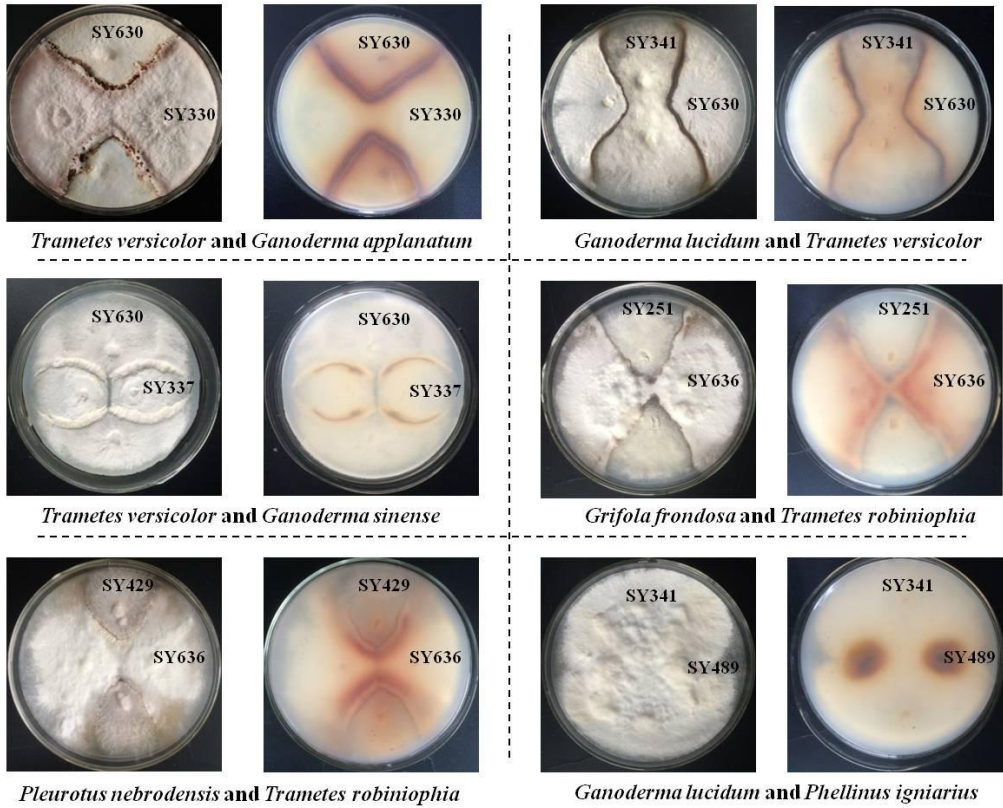 SY630
SY330
SY630
SY330
Trametes versicolor and Ganoderma applanatum
SY341
SY630
SY341
SY630
Ganoderma lucidum and Trametes versicolor
SY630
SY337
SY630
SY337
Trametes versicolor and Ganoderma sinense
SY251
SY636
SY251
SY636
Grifola frondosa and Trametes robiniophia
SY429
SY636
SY429
SY636
Pleurotus nebrodensis and Trametes robiniophia
SY341
SY489
SY341
SY489
Ganoderma lucidum and Phellinus igniarius